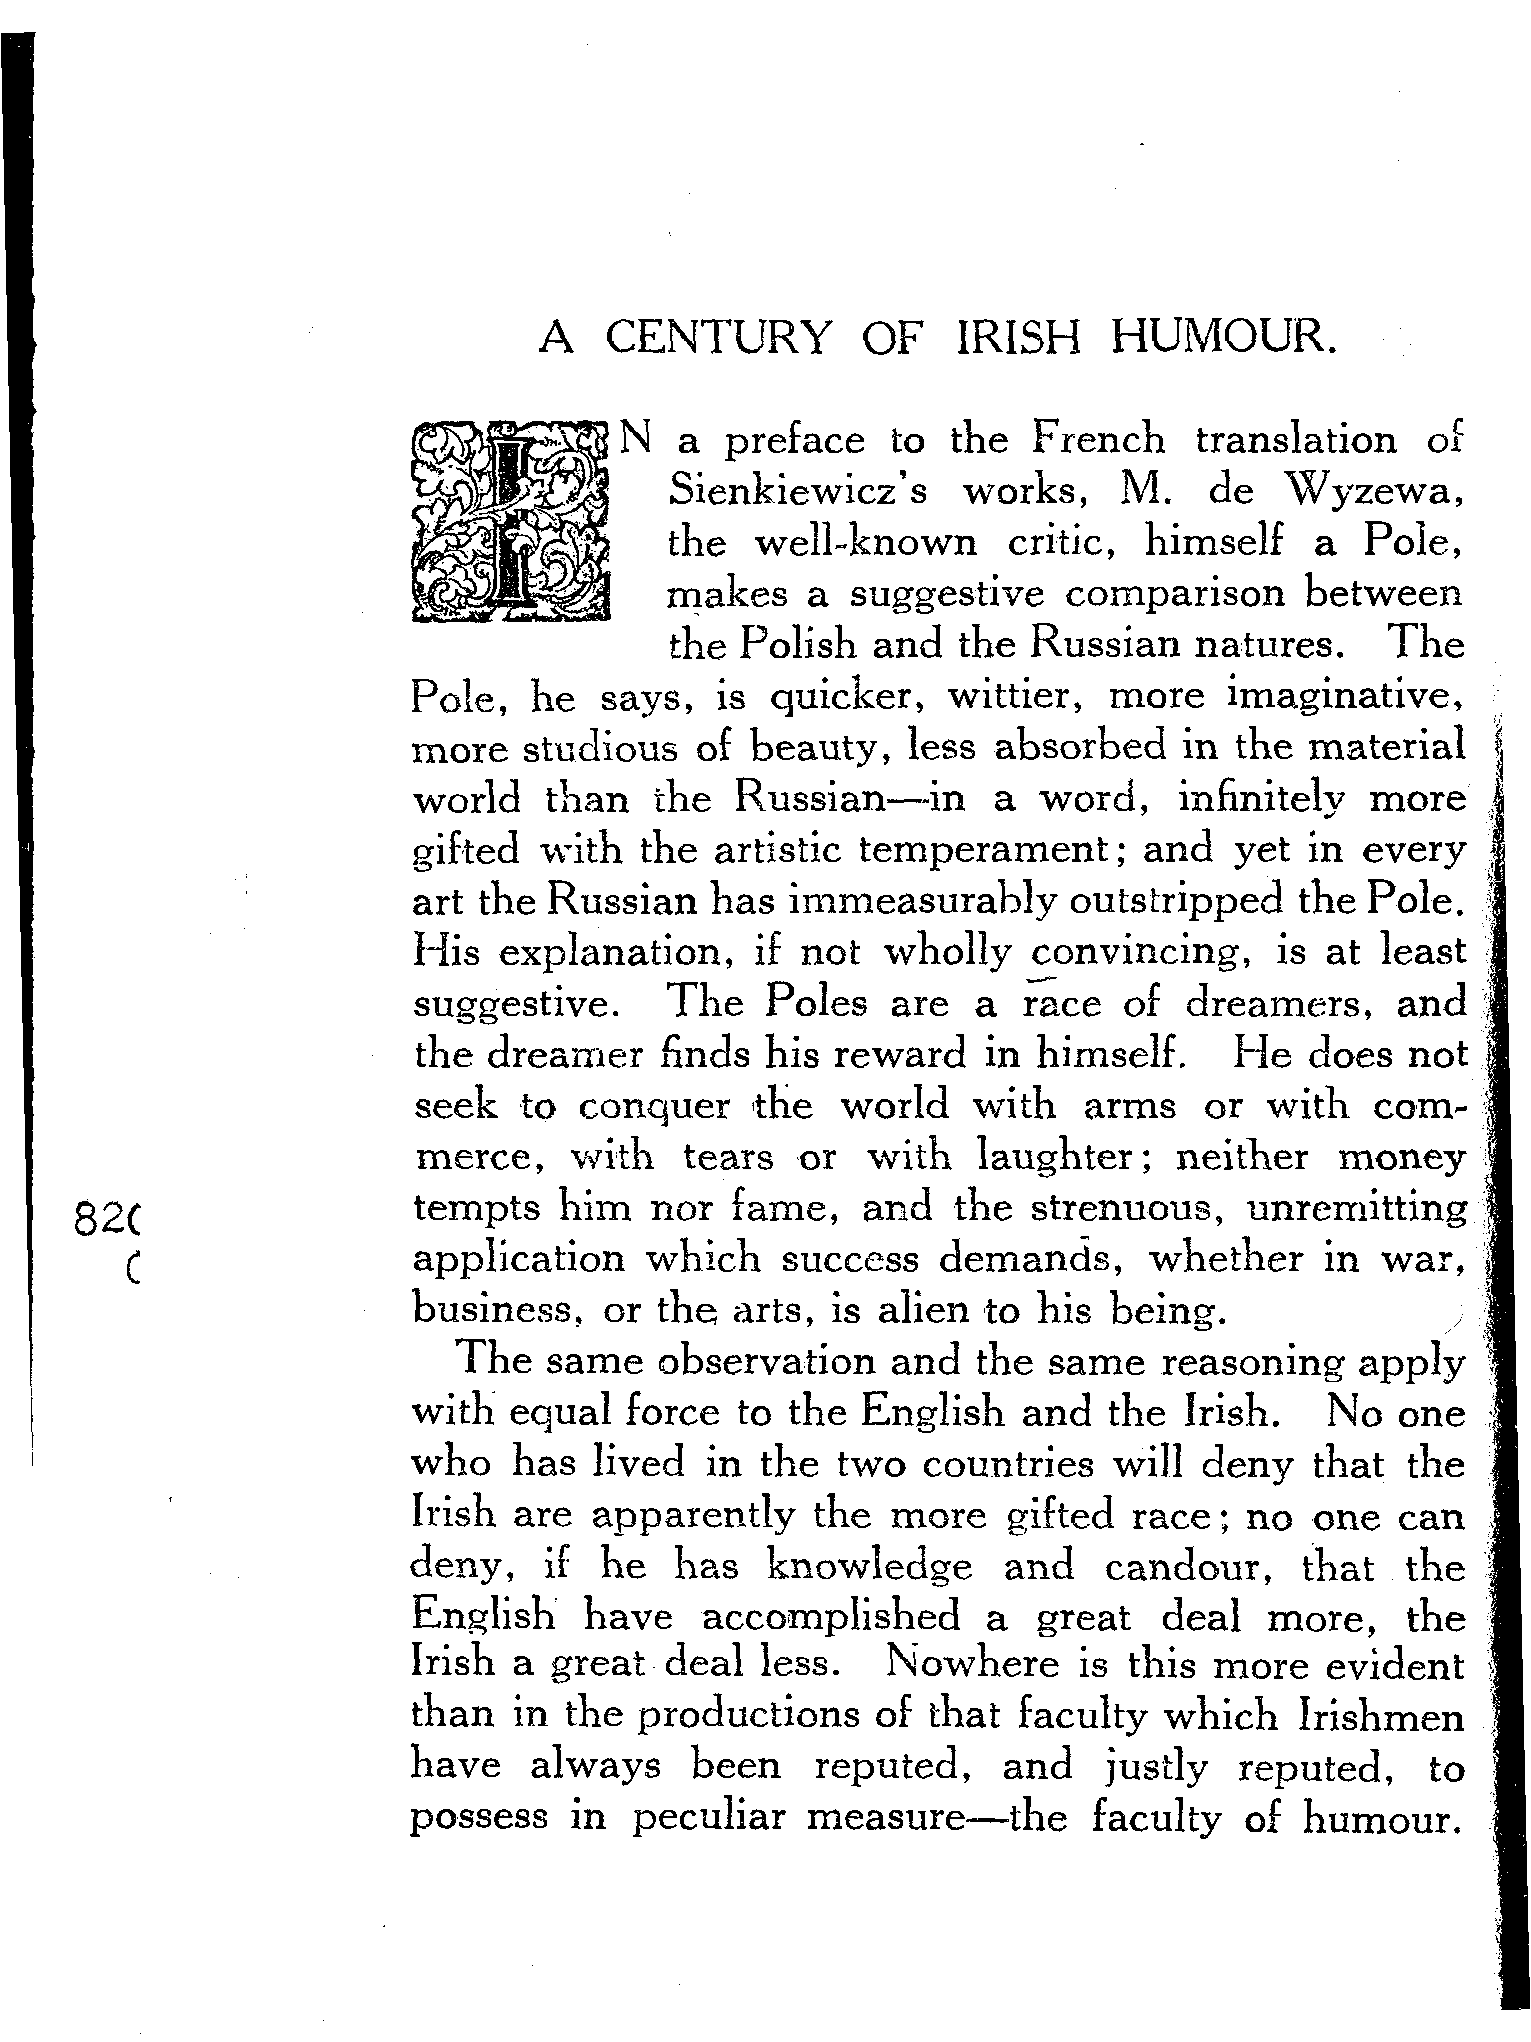 A CENTURY OF IRISH HUMOUR.
IN a preface to the French translation of
Sienkiewicz's works, M. de Wyzewa,
the well-known critic, himself a Pole,
makes a suggestive comparison between
the Polish and the Russian natures. The
Pole, he says, is quicker, wittier, more imaginative,
more studious of beauty, less absorbed in the material
world than the Russian—in a word, infinitely more
gifted with the artistic temperament; and yet in every
art the Russian has immeasurably outstripped the Pole.
His explanation, if not wholly convincing, is at least
suggestive. The Poles are a race of dreamers, and
the dreamer finds his reward in himself. He does not
seek to conquer the world with arms or with com-
merce, with tears or with laughter; neither money
tempts him nor fame, and the strenuous, unremitting
application which success demands, whether in war,
business, or the arts, is alien to his being.
The same observation and the same reasoning apply
with equal force to the English and the Irish. No one
who has lived in the two countries will deny that the
Irish are apparently the more gifted race; no one can
deny, if he has knowledge and candour, that the
English have accomplished a great deal more, the
Irish a great deal less. Nowhere is this more evident
than in the productions of that faculty which Irishmen
have always been reputed, and justly reputed, to
possess in peculiar measure—the faculty of humour.
82